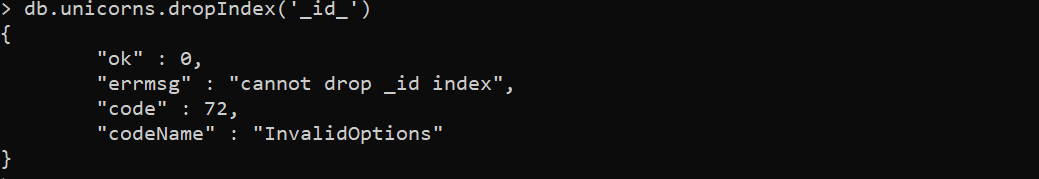 > db.unicorns.dropIndex('_id_')
{
        "ok" : 0,
        "errmsg" : "cannot drop _id index",
        "code" : 72,
        "codeName" : "InvalidOptions"
}